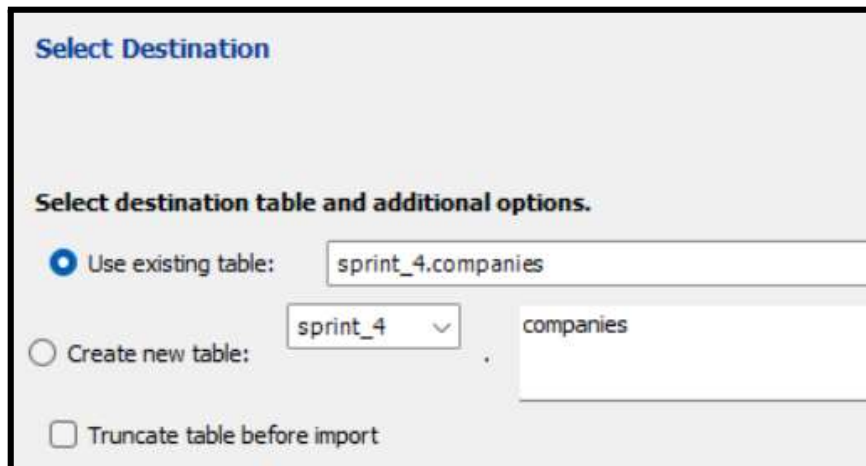 Select Destination
Select destination table and additional options.
Use existing table: sprint_4.companies
Create new table: sprint_4 . companies
Truncate table before import